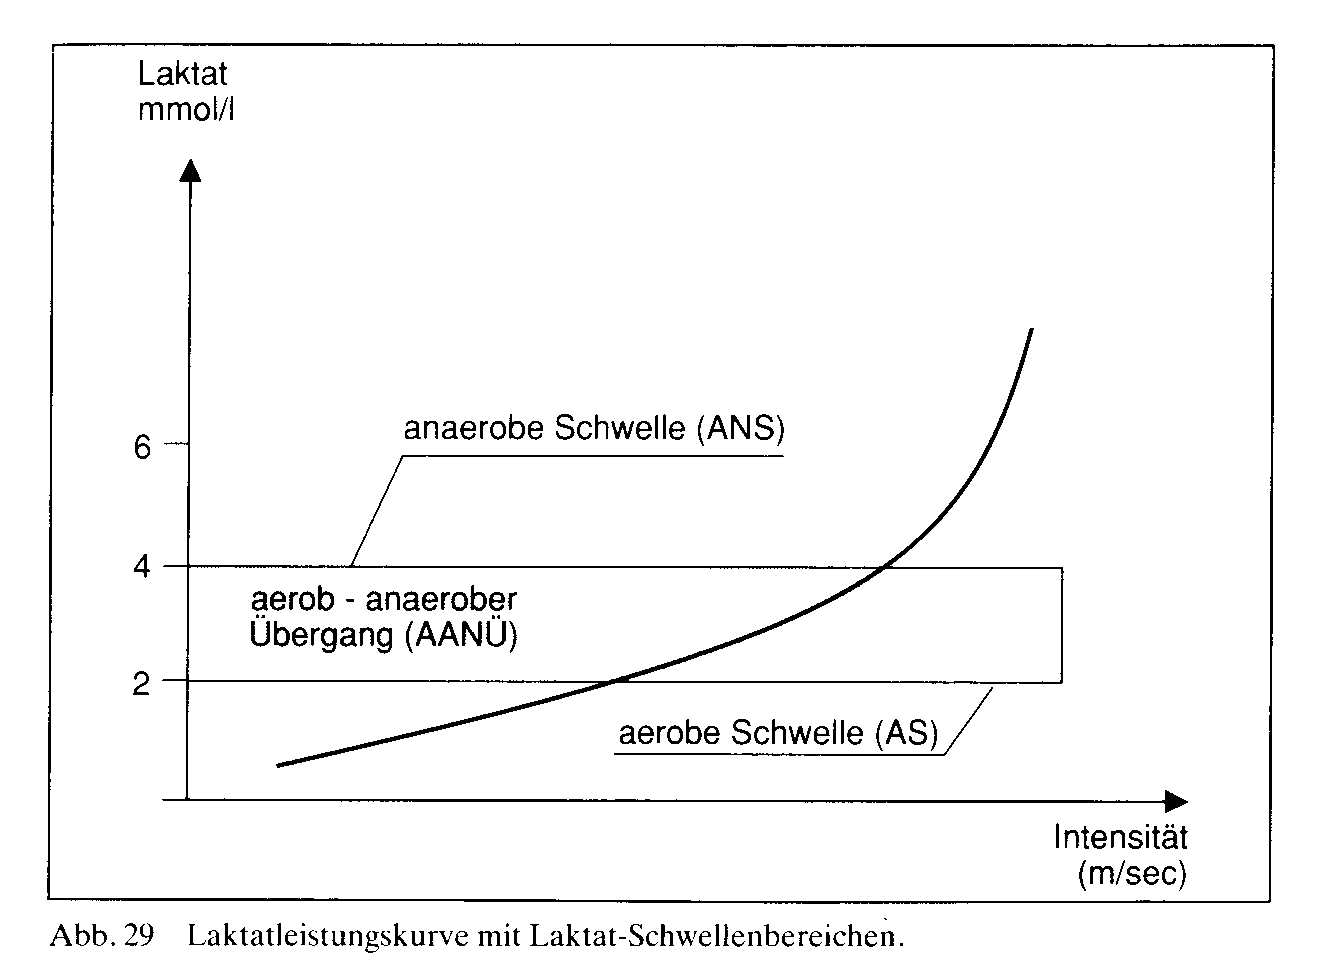 Laktat
mmol/l
6
anaerobe Schwelle (ANS)
4
aerob - anaerober
Übergang (AANÜ)
2
aerobe Schwelle (AS)
Intensität
(m/sec)
Abb. 29 Laktatleistungskurve mit Laktat-Schwellenbereichen.